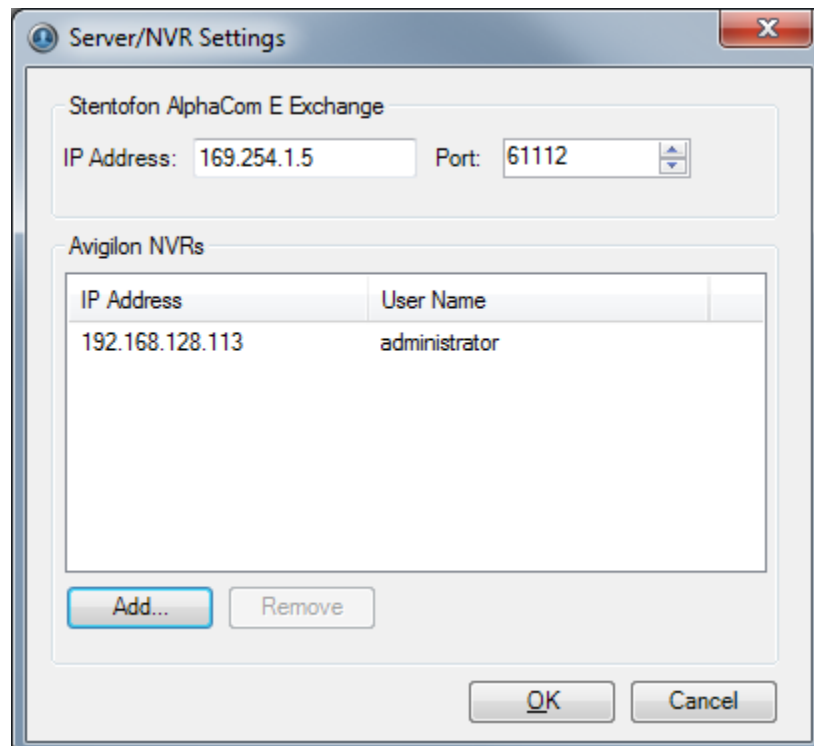 Server/NVR Settings
Stentofon AlphaCom E Exchange
IP Address: 169.254.1.5 Port: 61112
Avigilon NVRs
IP Address User Name
192.168.128.113 administrator
Add... Remove
OK Cancel